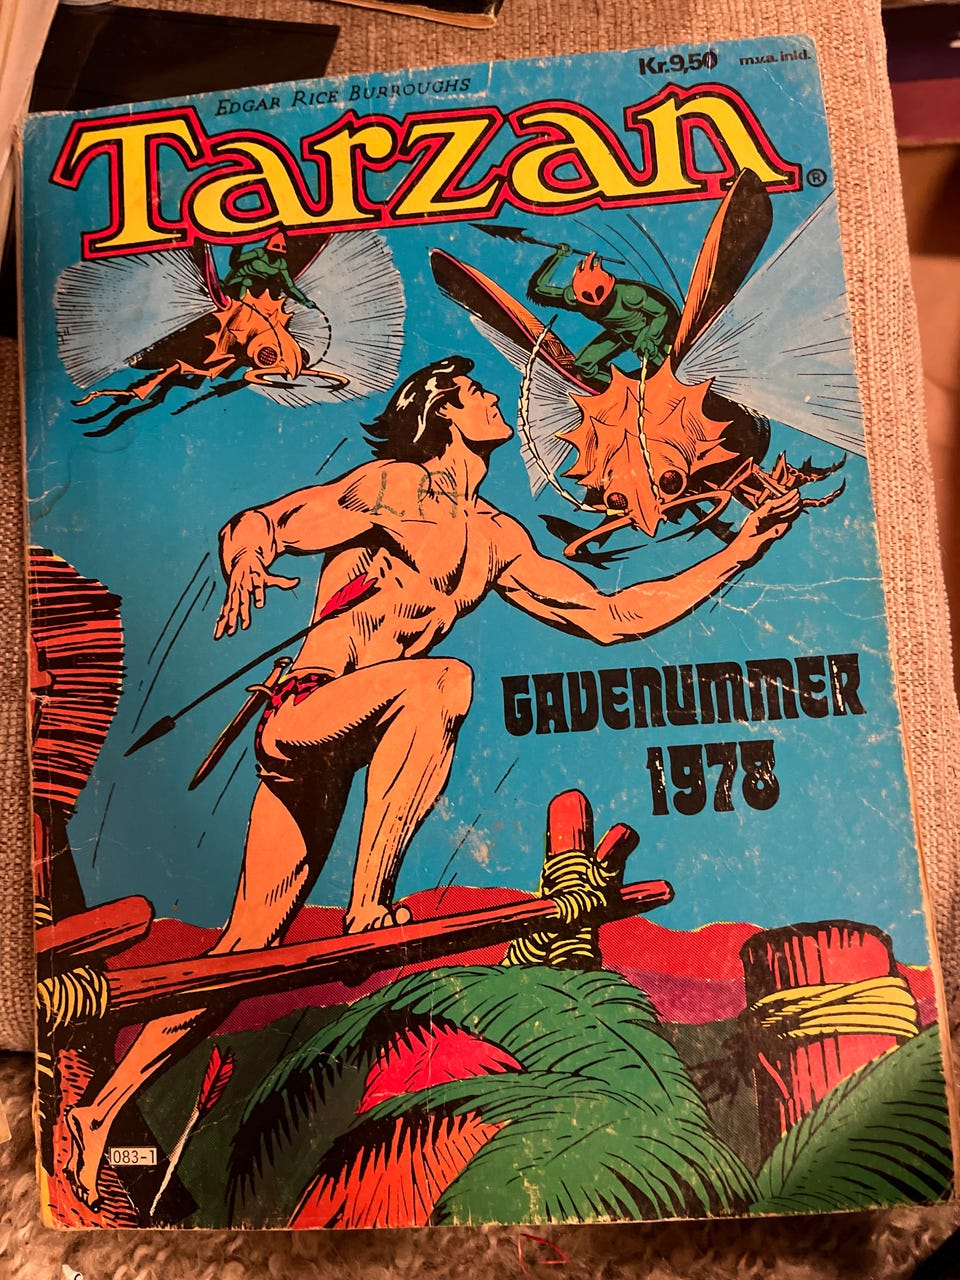 Kr.9,50 m.v.a. inkl.
EDGAR RICE BURROUGHS
Tarzan®
LA
GAVENUMMER
1978
083-1